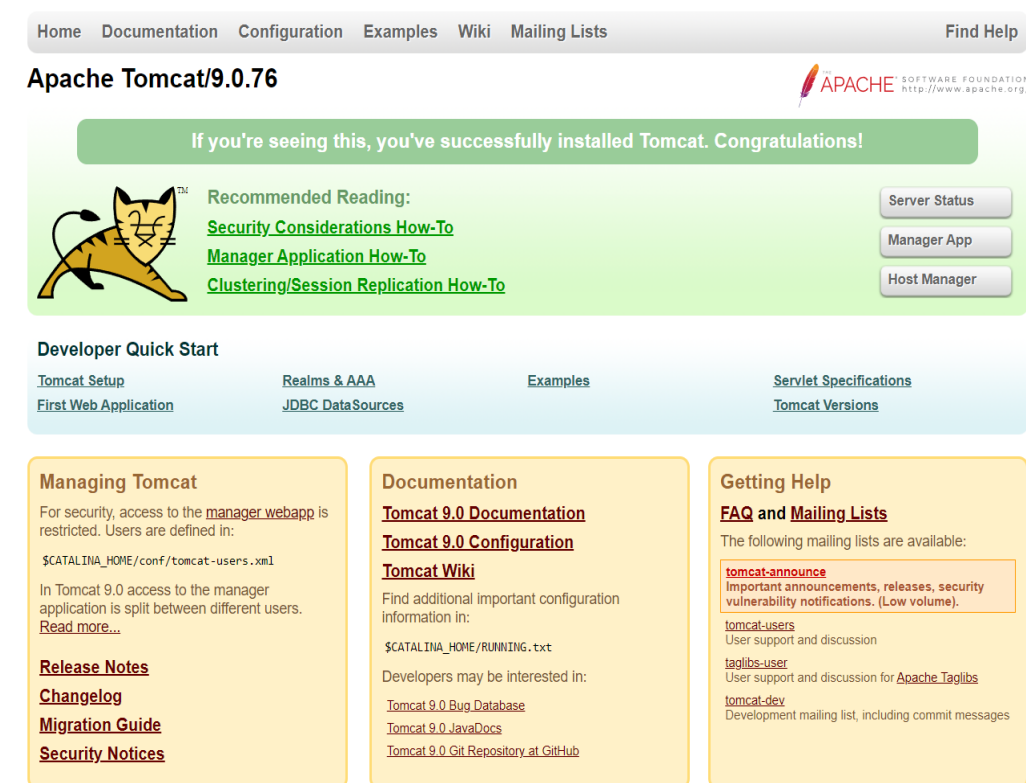 Home Documentation Configuration Examples Wiki Mailing Lists Find Help
Apache Tomcat/9.0.76
THE
APACHE® SOFTWARE FOUNDATION
http://www.apache.org/
If you're seeing this, you've successfully installed Tomcat. Congratulations!
TM
Recommended Reading:
Security Considerations How-To
Manager Application How-To
Clustering/Session Replication How-To
Server Status
Manager App
Host Manager
Developer Quick Start
Tomcat Setup
First Web Application
Realms & AAA
JDBC DataSources
Examples
Servlet Specifications
Tomcat Versions
Managing Tomcat
For security, access to the manager webapp is
restricted. Users are defined in:
$CATALINA_HOME/conf/tomcat-users.xml
In Tomcat 9.0 access to the manager
application is split between different users.
Read more...
Release Notes
Changelog
Migration Guide
Security Notices
Documentation
Tomcat 9.0 Documentation
Tomcat 9.0 Configuration
Tomcat Wiki
Find additional important configuration
information in:
$CATALINA_HOME/RUNNING.txt
Developers may be interested in:
Tomcat 9.0 Bug Database
Tomcat 9.0 JavaDocs
Tomcat 9.0 Git Repository at GitHub
Getting Help
FAQ and Mailing Lists
The following mailing lists are available:
tomcat-announce
Important announcements, releases, security
vulnerability notifications. (Low volume).
tomcat-users
User support and discussion
taglibs-user
User support and discussion for Apache Taglibs
tomcat-dev
Development mailing list, including commit messages